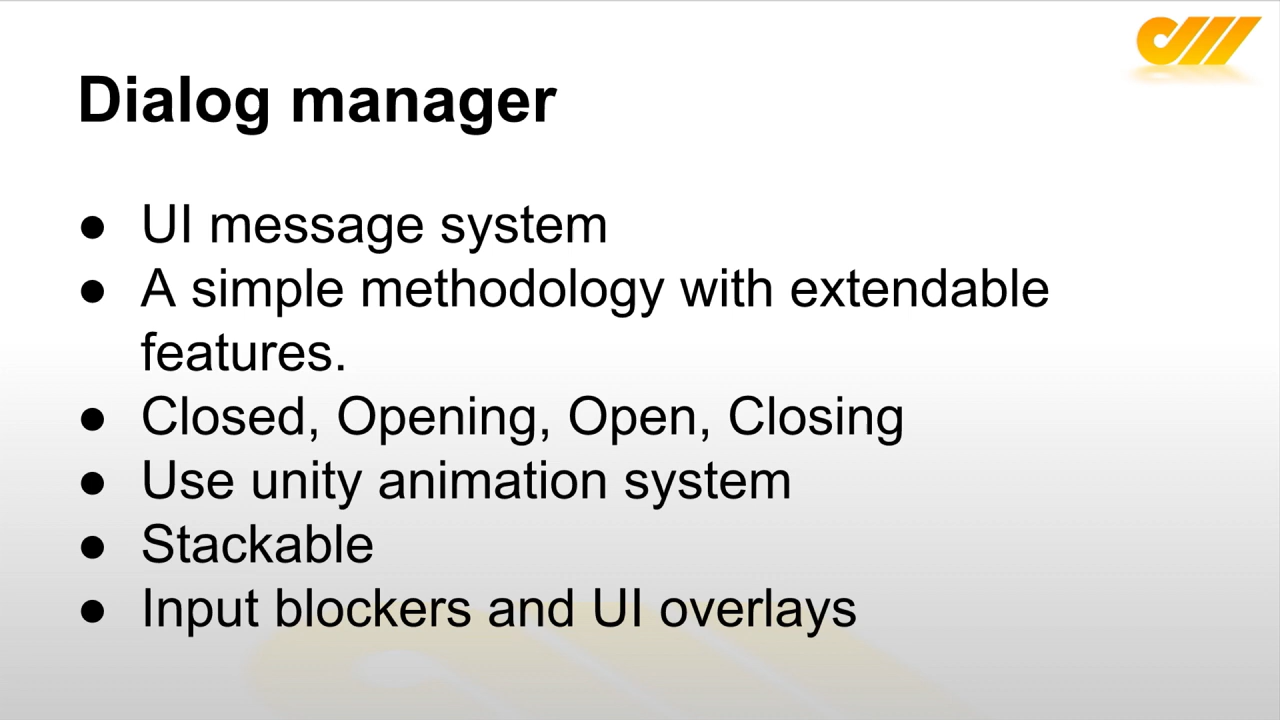 Dialog manager
● UI message system
● A simple methodology with extendable
features.
● Closed, Opening, Open, Closing
● Use unity animation system
● Stackable
● Input blockers and UI overlays